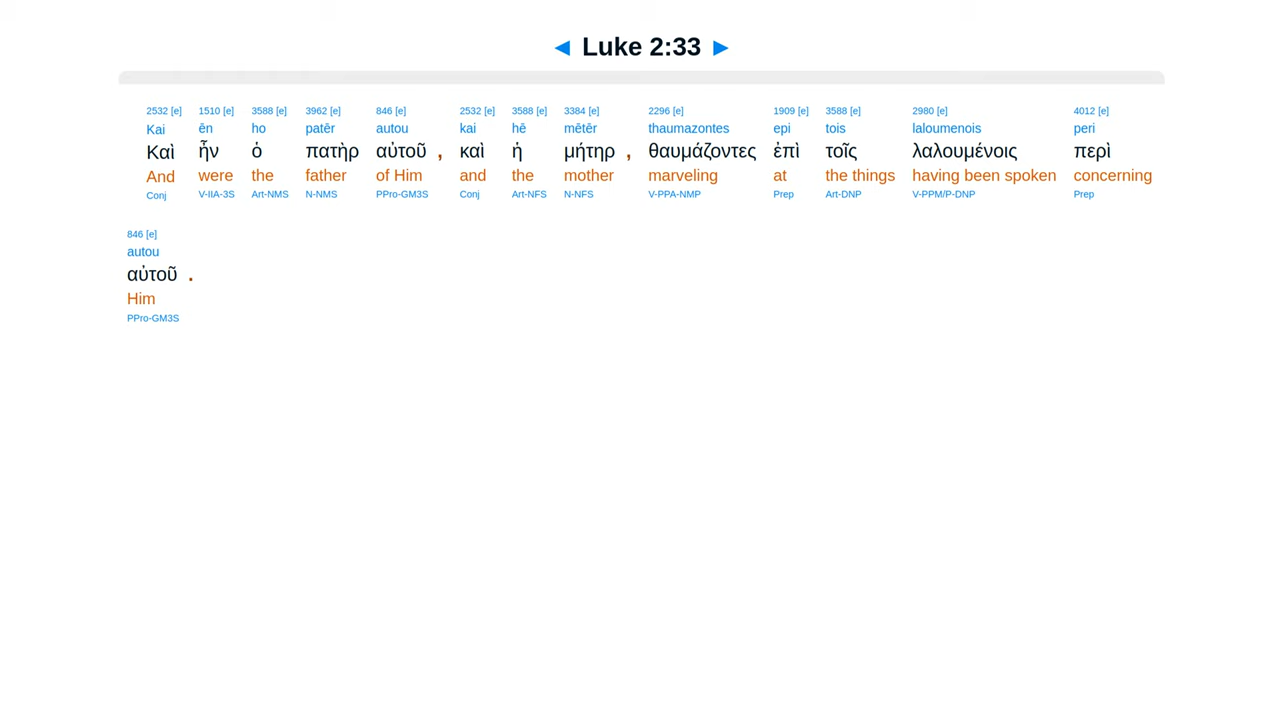 ◄ Luke 2:33 ►
2532 [e] 1510 [e] 3588 [e] 3962 [e] 846 [e] 2532 [e] 3588 [e] 3384 [e] 2296 [e] 1909 [e] 3588 [e] 2980 [e] 4012 [e]
Kai ēn ho patēr autou kai hē mētēr thaumazontes epi tois laloumenois peri
Καὶ ἦν ὁ πατὴρ αὐτοῦ , καὶ ἡ μήτηρ , θαυμάζοντες ἐπὶ τοῖς λαλουμένοις περὶ
And were the father of Him and the mother marveling at the things having been spoken concerning
Conj V-IIA-3S Art-NMS N-NMS PPro-GM3S Conj Art-NFS N-NFS V-PPA-NMP Prep Art-DNP V-PPM/P-DNP Prep
846 [e]
autou
αὐτοῦ .
Him
PPro-GM3S